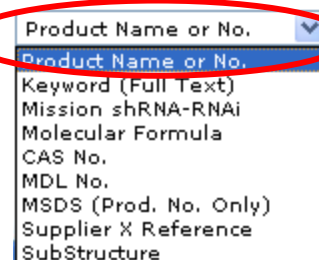 Product Name or No.
Product Name or No.
Keyword (Full Text)
Mission shRNA-RNAi
Molecular Formula
CAS No.
MDL No.
MSDS (Prod. No. Only)
Supplier X Reference
SubStructure